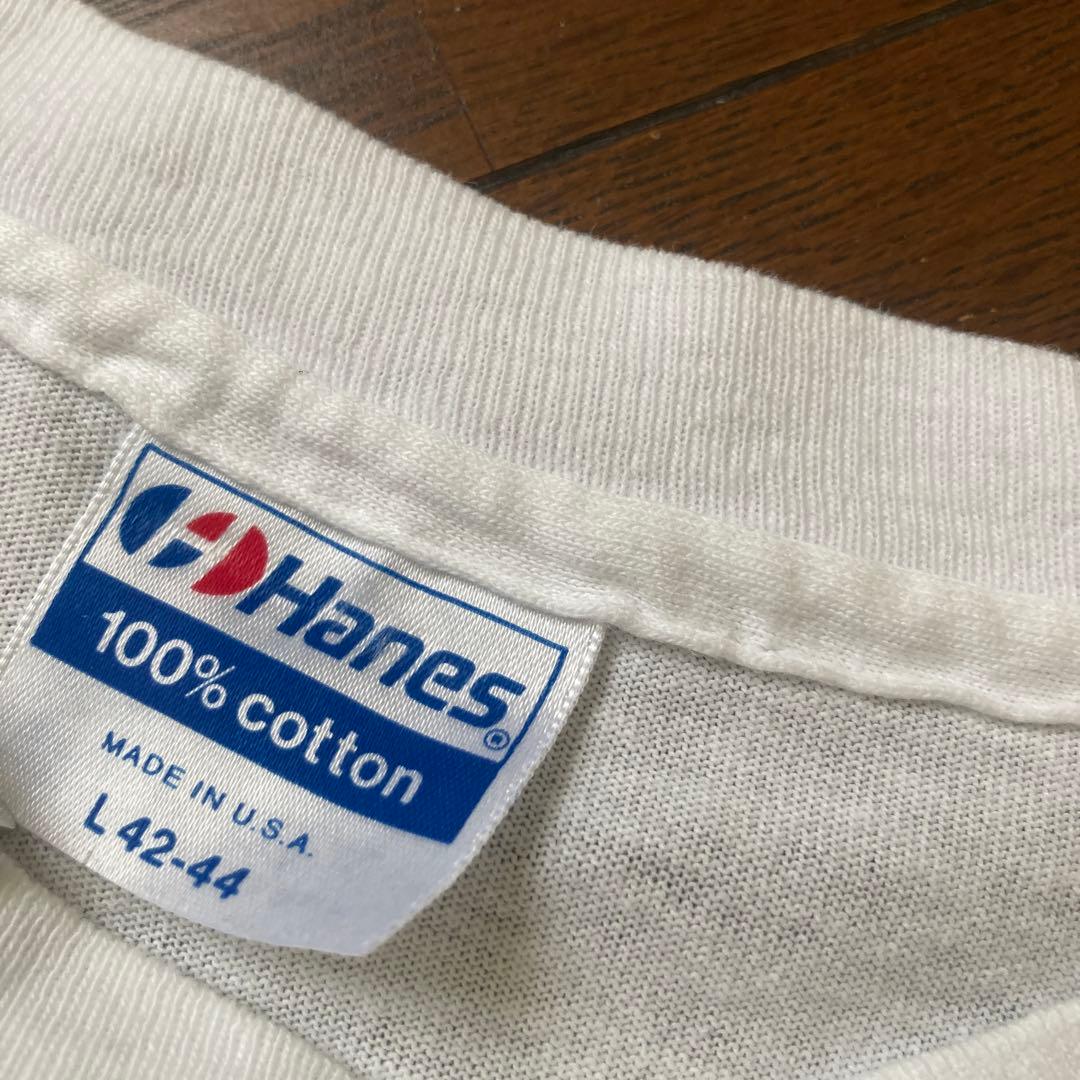 Hanes®
100% cotton
MADE IN U.S.A.
L 42-44